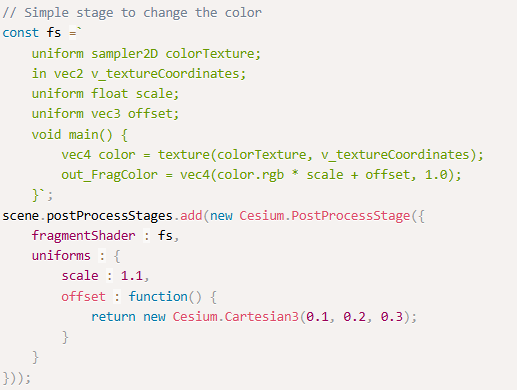 // Simple stage to change the color
const fs =`
    uniform sampler2D colorTexture;
    in vec2 v_textureCoordinates;
    uniform float scale;
    uniform vec3 offset;
    void main() {
        vec4 color = texture(colorTexture, v_textureCoordinates);
        out_FragColor = vec4(color.rgb * scale + offset, 1.0);
    }`;
scene.postProcessStages.add(new Cesium.PostProcessStage({
    fragmentShader : fs,
    uniforms : {
        scale : 1.1,
        offset : function() {
            return new Cesium.Cartesian3(0.1, 0.2, 0.3);
        }
    }
}));